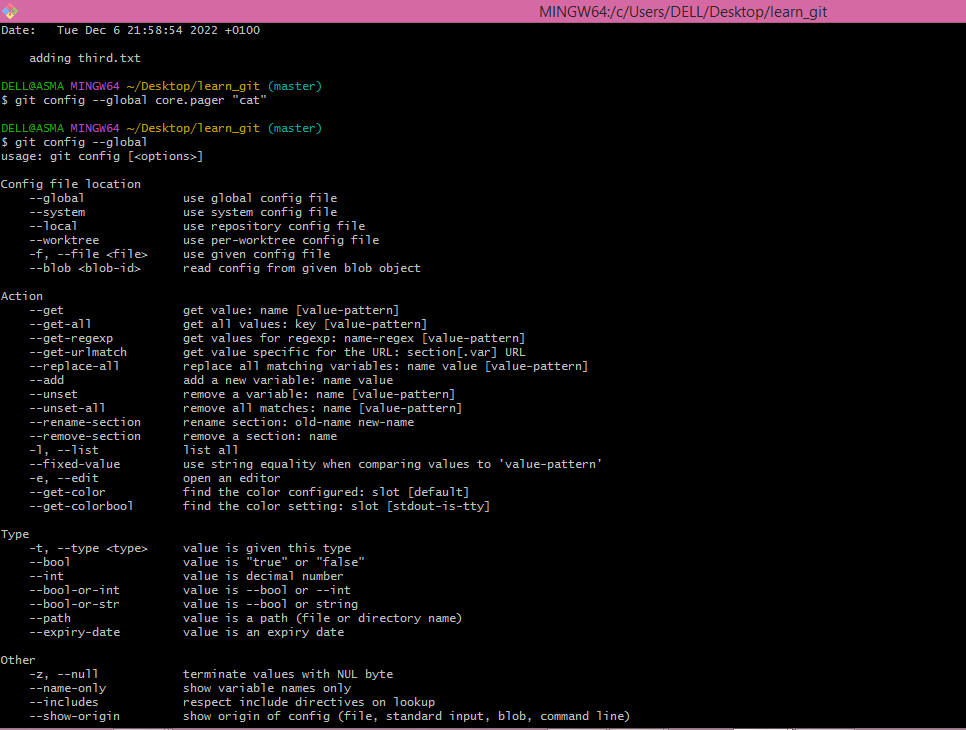 MINGW64:/c/Users/DELL/Desktop/learn_git
Date:   Tue Dec 6 21:58:54 2022 +0100

    adding third.txt

DELL@ASMA MINGW64 ~/Desktop/learn_git (master)
$ git config --global core.pager "cat"

DELL@ASMA MINGW64 ~/Desktop/learn_git (master)
$ git config --global
usage: git config [<options>]

Config file location
    --global              use global config file
    --system              use system config file
    --local               use repository config file
    --worktree            use per-worktree config file
    -f, --file <file>     use given config file
    --blob <blob-id>      read config from given blob object

Action
    --get                 get value: name [value-pattern]
    --get-all             get all values: key [value-pattern]
    --get-regexp          get values for regexp: name-regex [value-pattern]
    --get-urlmatch        get value specific for the URL: section[.var] URL
    --replace-all         replace all matching variables: name value [value-pattern]
    --add                 add a new variable: name value
    --unset               remove a variable: name [value-pattern]
    --unset-all           remove all matches: name [value-pattern]
    --rename-section      rename section: old-name new-name
    --remove-section      remove a section: name
    -l, --list            list all
    --fixed-value         use string equality when comparing values to 'value-pattern'
    -e, --edit            open an editor
    --get-color           find the color configured: slot [default]
    --get-colorbool       find the color setting: slot [stdout-is-tty]

Type
    -t, --type <type>     value is given this type
    --bool                value is "true" or "false"
    --int                 value is decimal number
    --bool-or-int         value is --bool or --int
    --bool-or-str         value is --bool or string
    --path                value is a path (file or directory name)
    --expiry-date         value is an expiry date

Other
    -z, --null            terminate values with NUL byte
    --name-only           show variable names only
    --includes            respect include directives on lookup
    --show-origin         show origin of config (file, standard input, blob, command line)